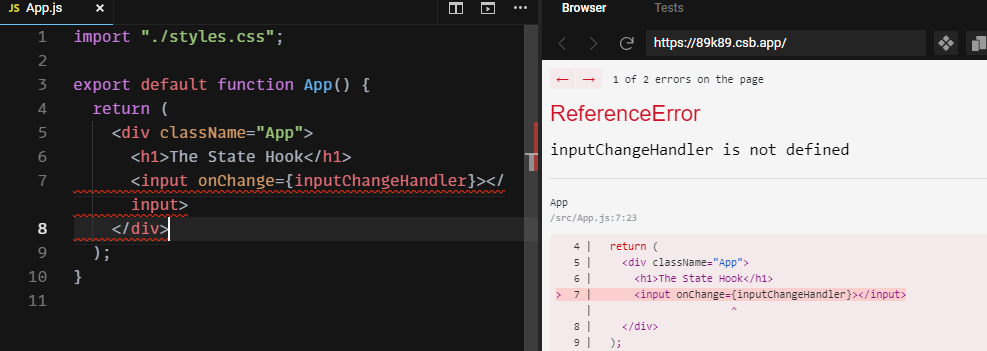 JS App.js ×
1 import "./styles.css";
2
3 export default function App() {
4 return (
5 <div className="App">
6 <h1>The State Hook</h1>
7 <input onChange={inputChangeHandler}></
input>
8 </div>
9 );
10 }
11
Browser Tests
https://89k89.csb.app/
← → 1 of 2 errors on the page
ReferenceError
inputChangeHandler is not defined
App
/src/App.js:7:23
4 | return (
5 | <div className="App">
6 | <h1>The State Hook</h1>
> 7 | <input onChange={inputChangeHandler}></input>
| ^
8 | </div>
9 | );